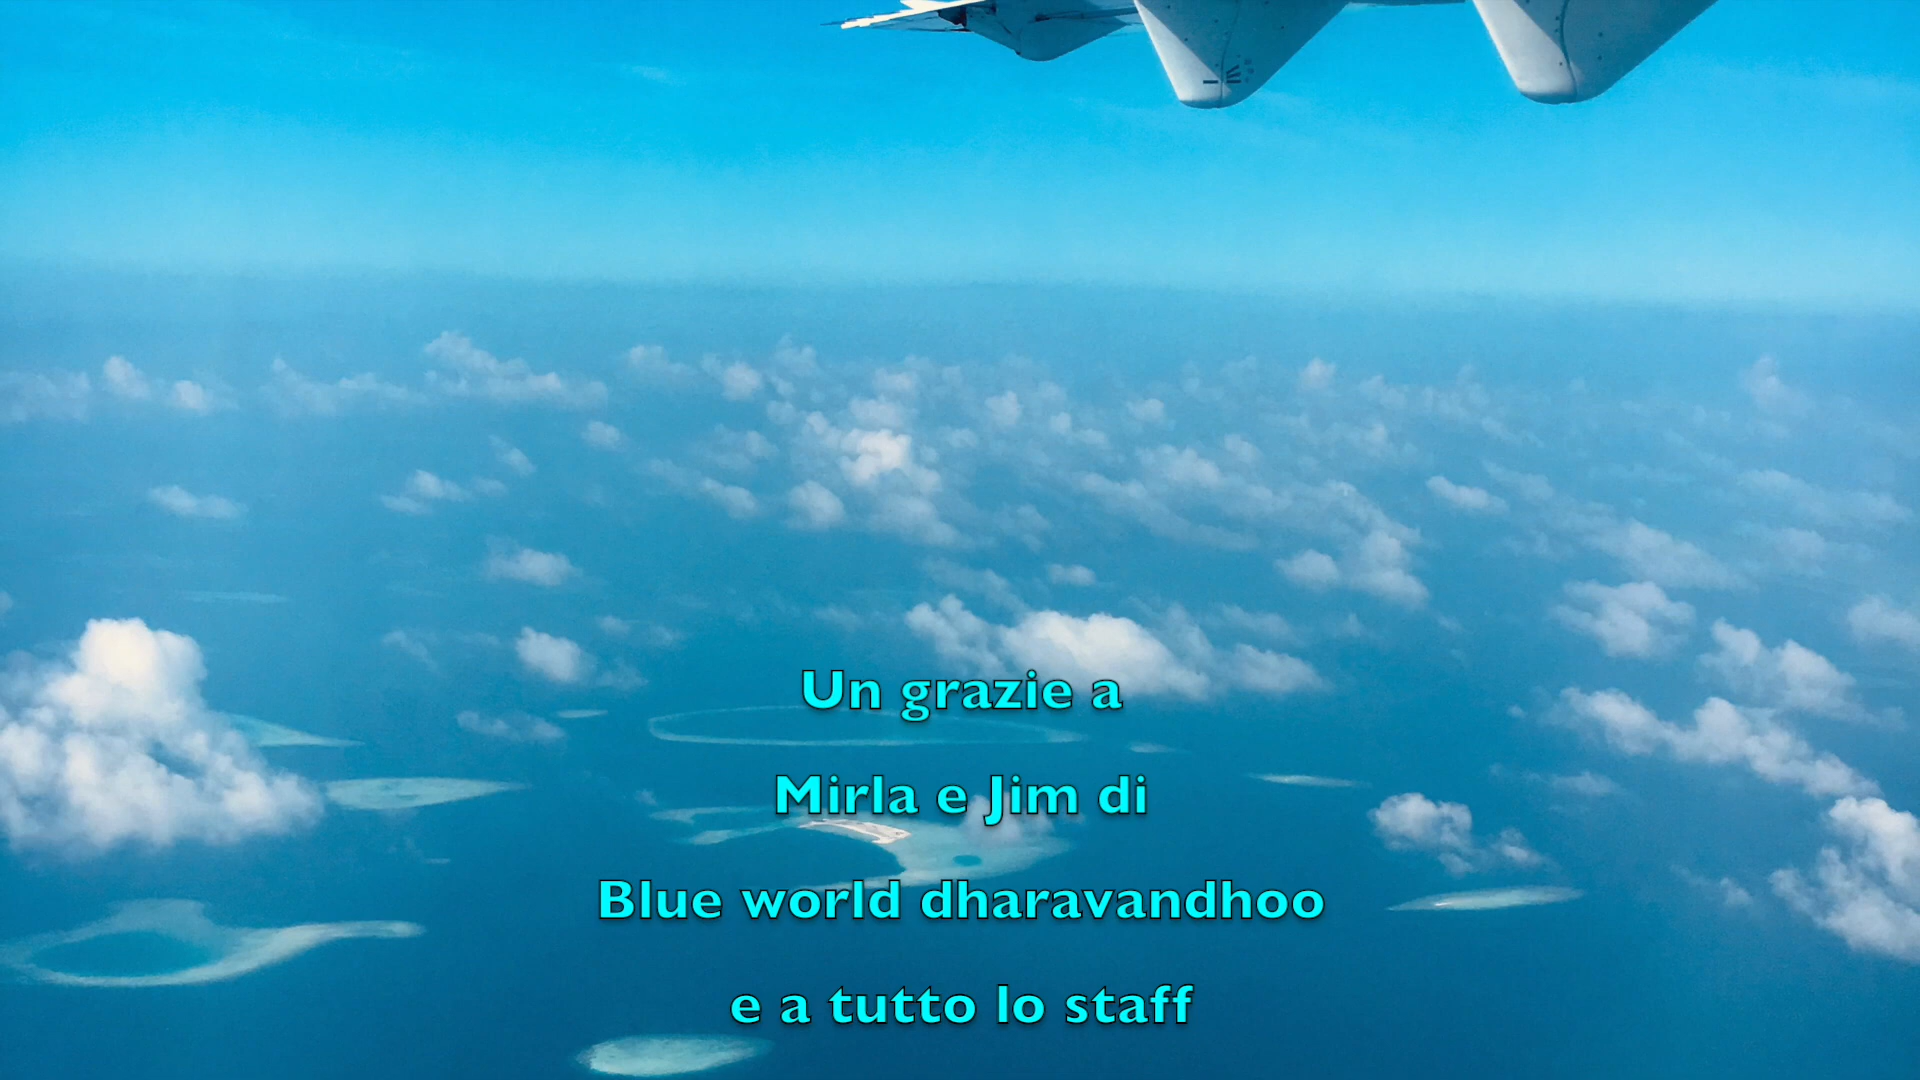 Un grazie a
Mirla e Jim di
Blue world dharavandhoo
e a tutto lo staff